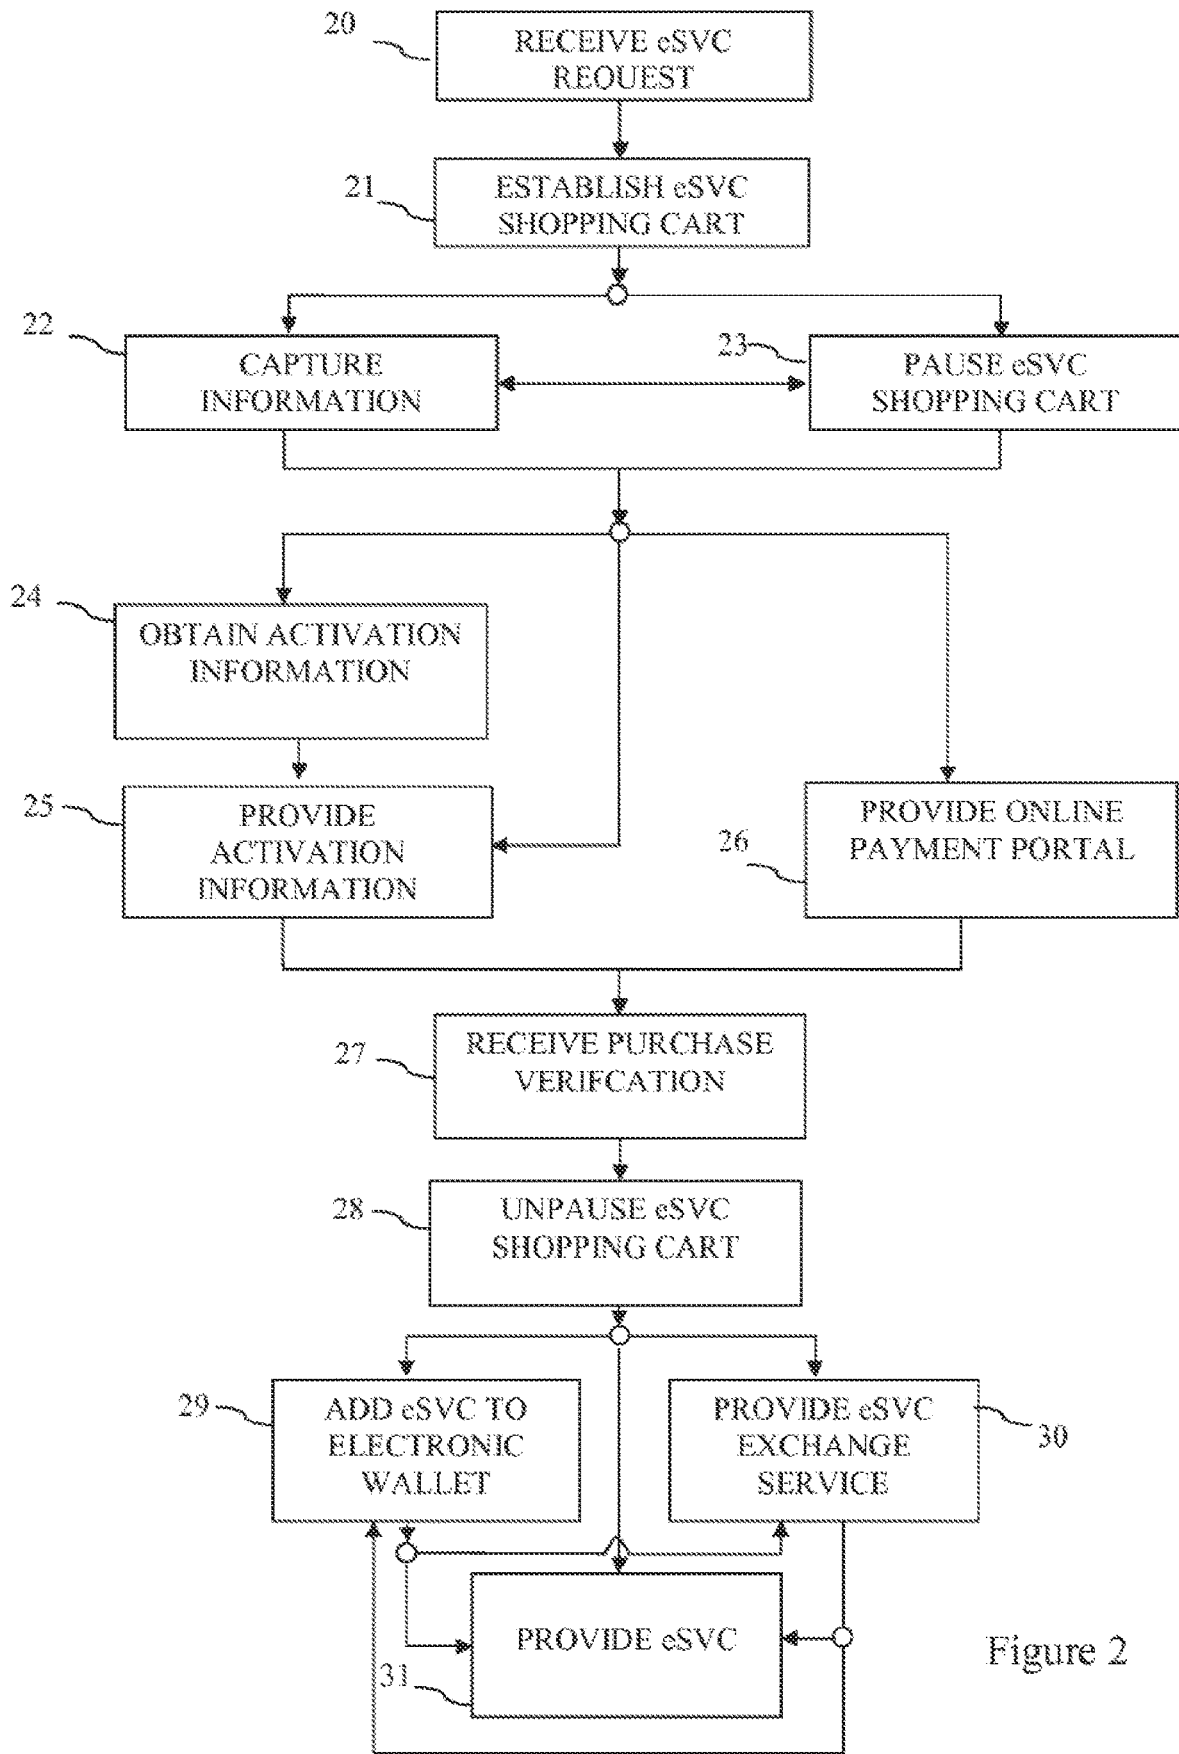 20
RECEIVE eSVC
REQUEST
21
ESTABLISH eSVC
SHOPPING CART
22
CAPTURE
INFORMATION
23
PAUSE eSVC
SHOPPING CART
24
OBTAIN ACTIVATION
INFORMATION
25
PROVIDE
ACTIVATION
INFORMATION
26
PROVIDE ONLINE
PAYMENT PORTAL
27
RECEIVE PURCHASE
VERIFCATION
28
UNPAUSE eSVC
SHOPPING CART
29
ADD eSVC TO
ELECTRONIC
WALLET
PROVIDE eSVC
EXCHANGE
SERVICE
30
PROVIDE eSVC
31
Figure 2